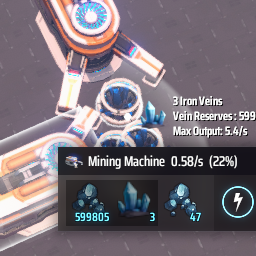 3 Iron Veins
Vein Reserves : 599
Max Output: 5.4/s
Mining Machine 0.58/s (22%)
599805 3 47